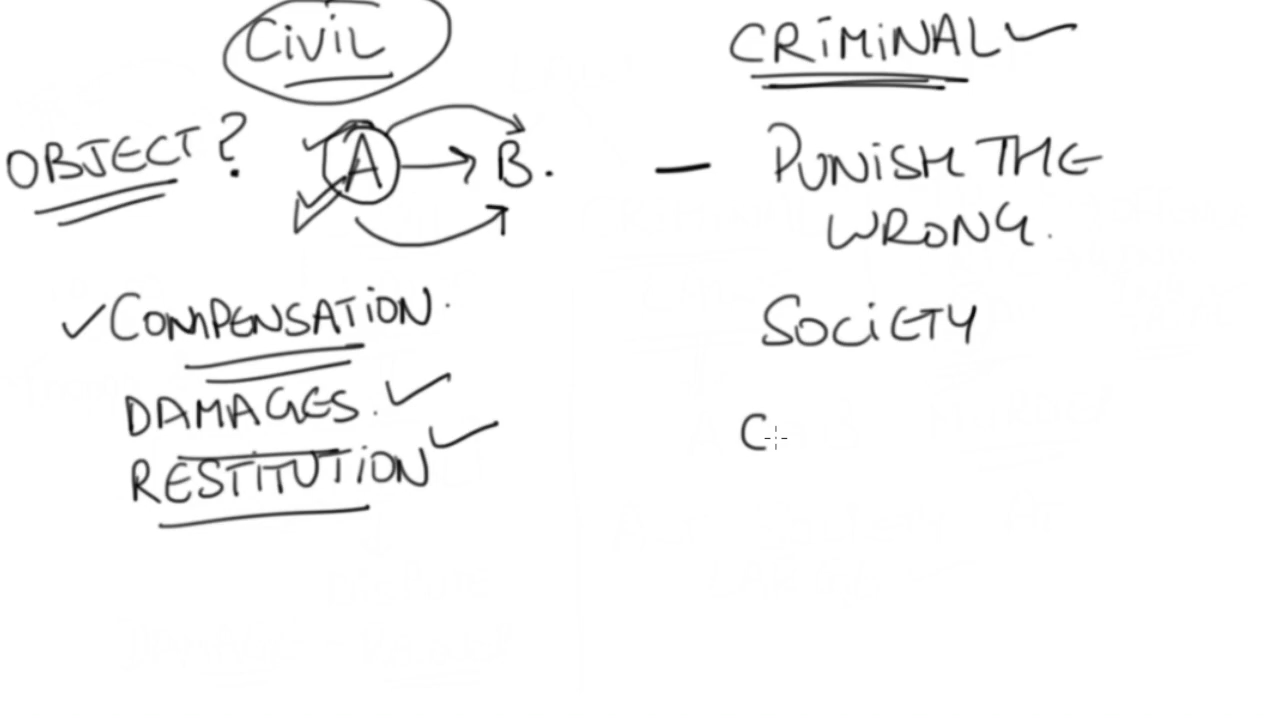 CiViL
CRiMiNAL
OBJECT?
A
B.
- PUNISH THE
WRONG.
COMPENSATION.
SOCiETY
DAMAGES.
C
RESTITUTiON